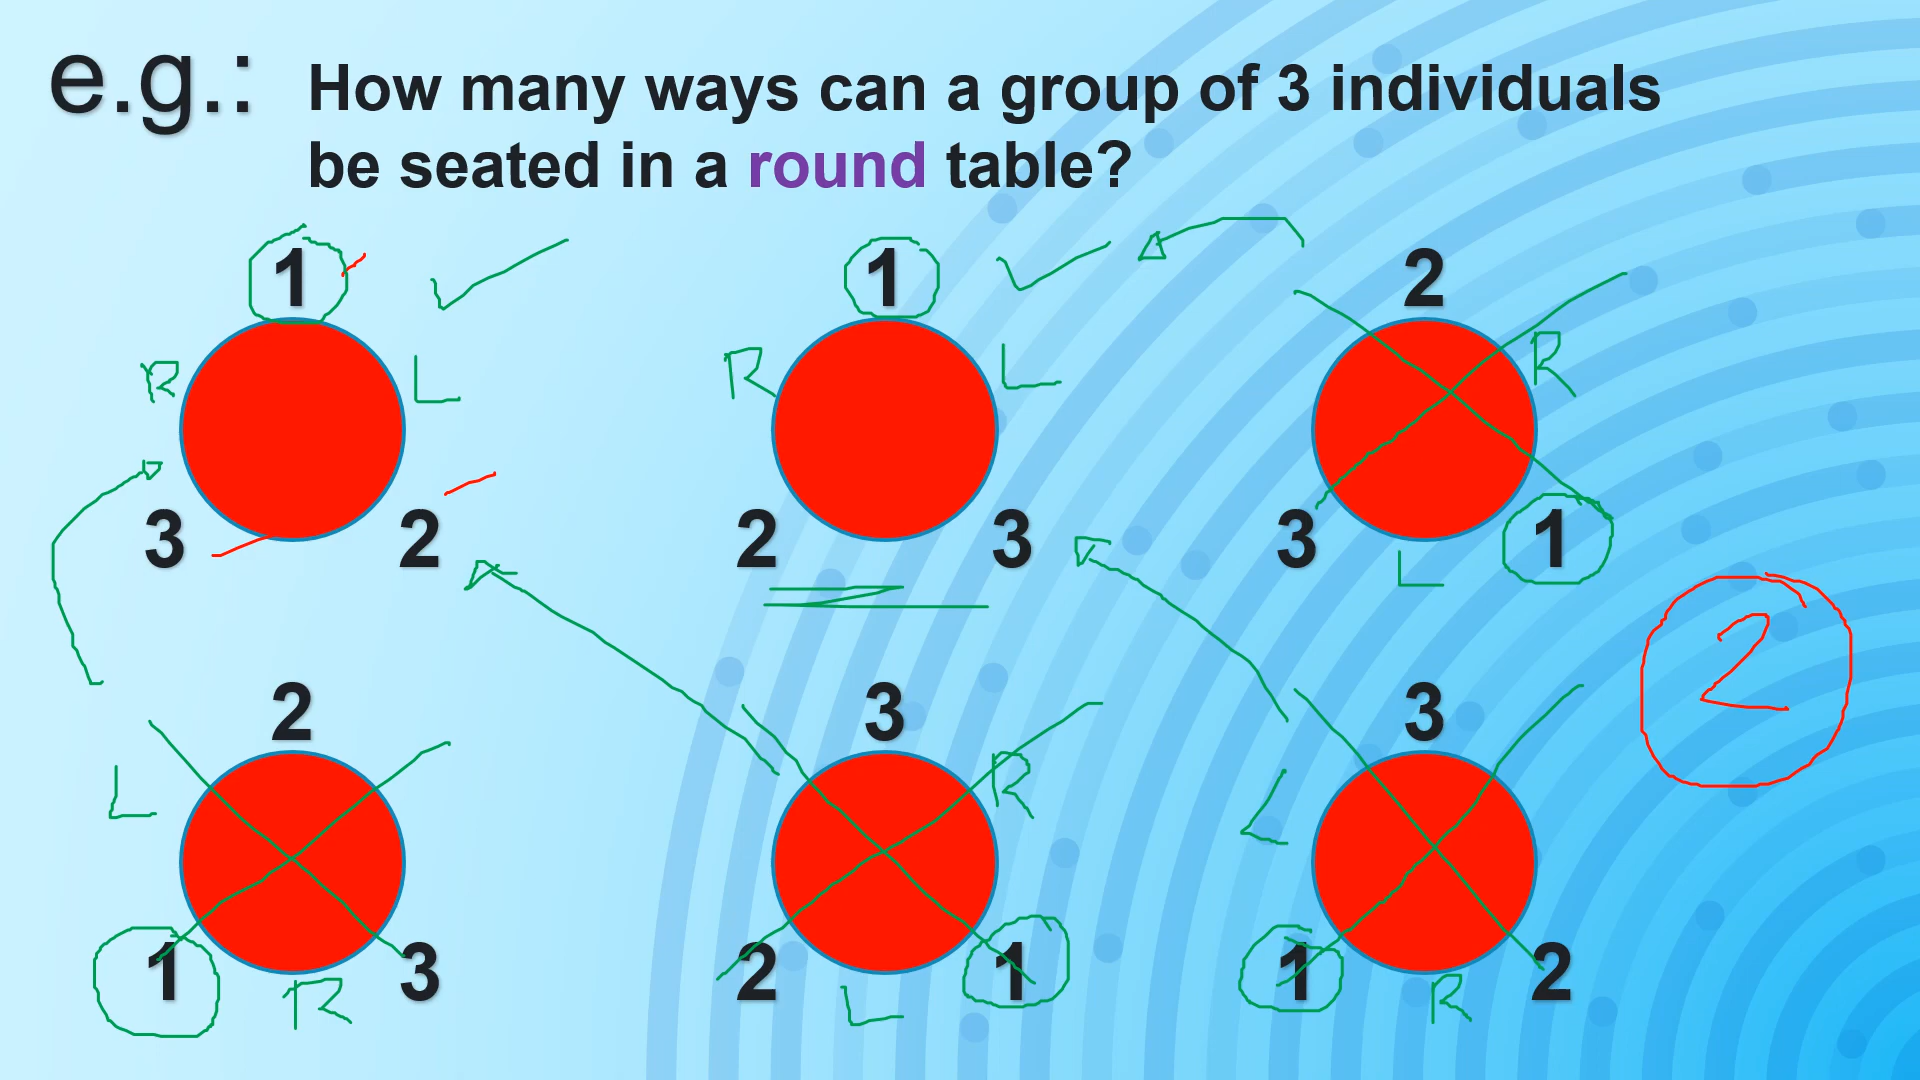 e.g.: How many ways can a group of 3 individuals
be seated in a round table?
1 1 2
R L R L R
3 2 2 3 3 1
L
2
2 3 3
L R L
1 3 2 1 1 2
R L R